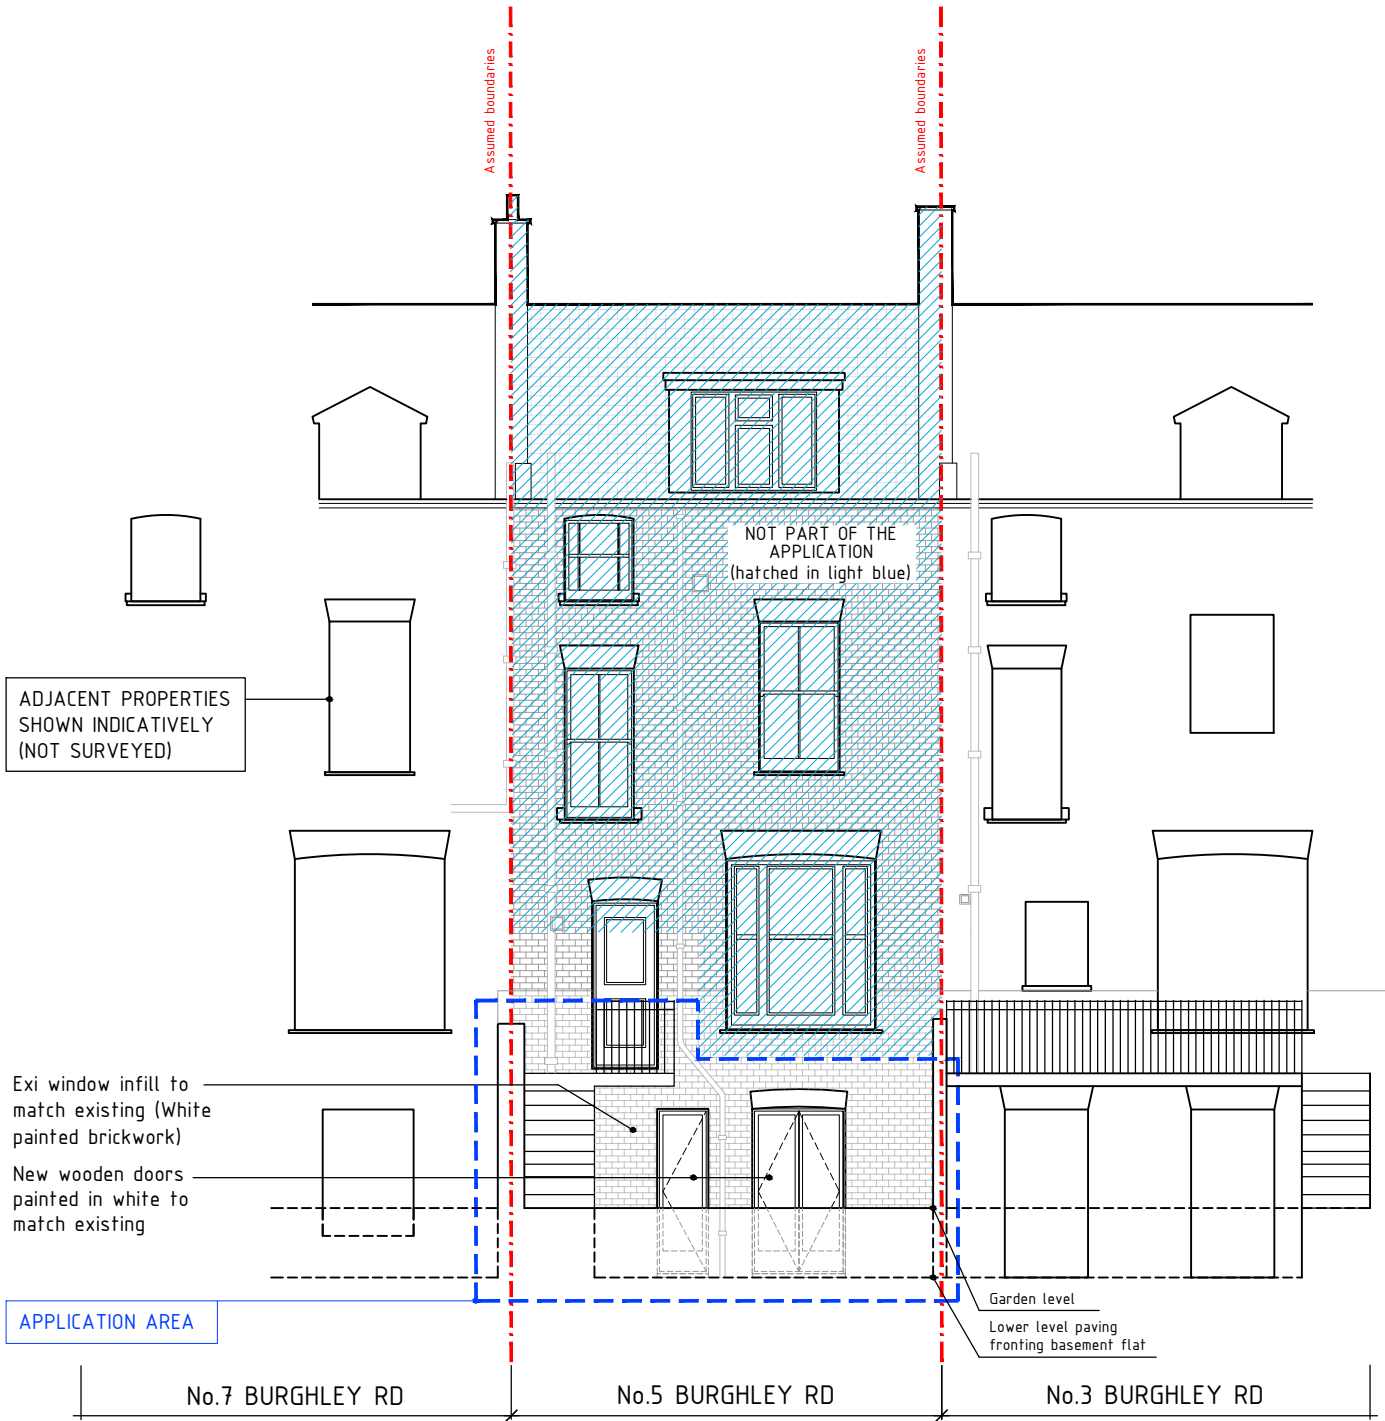 Assumed boundaries
Assumed boundaries
NOT PART OF THE
APPLICATION
(hatched in light blue)
ADJACENT PROPERTIES
SHOWN INDICATIVELY
(NOT SURVEYED)
Exi window infill to
match existing (White
painted brickwork)
New wooden doors
painted in white to
match existing
APPLICATION AREA
Garden level
Lower level paving
fronting basement flat
No.7 BURGHLEY RD
No.5 BURGHLEY RD
No.3 BURGHLEY RD